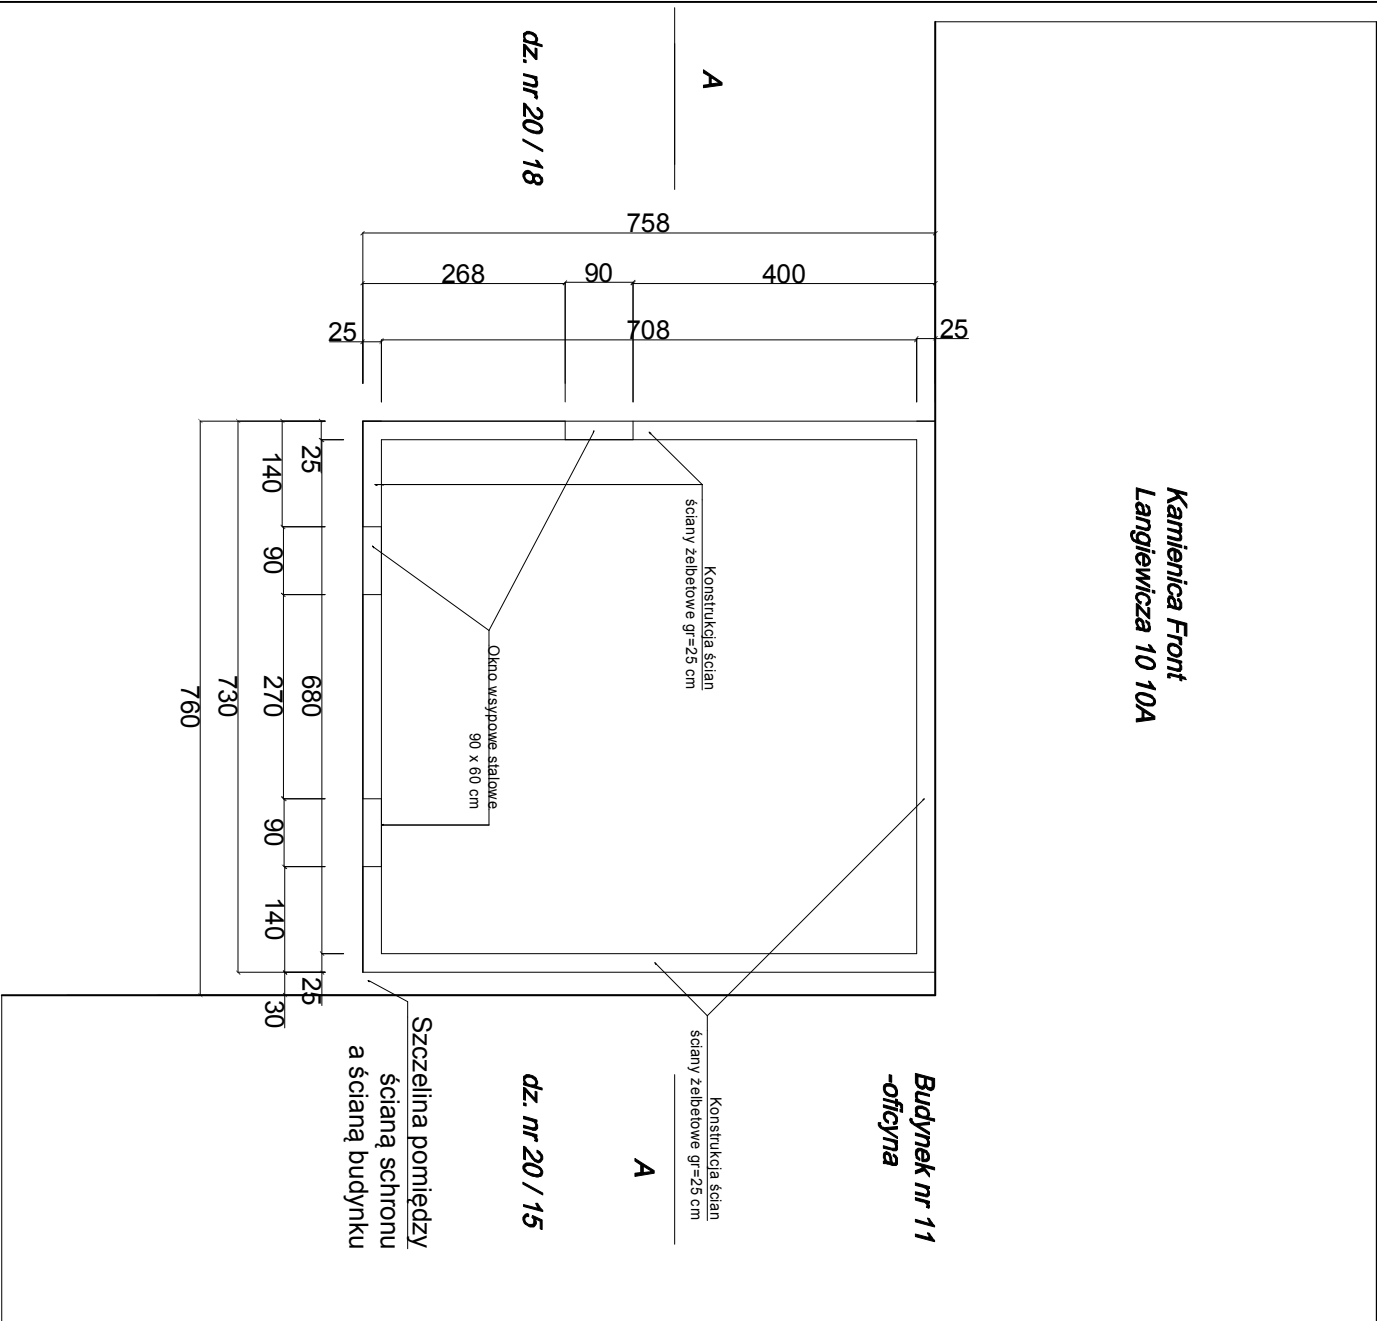 Kamienica Front
Langiewicza 10 10A
A
dz. nr 20 / 18
758
268
90
400
25
708
25
Konstrukcja ścian
ściany żelbetowe gr=25 cm
Okno wsypowe stalowe
90 x 60 cm
25
680
25
140
90
270
90
140
30
730
760
Budynek nr 11
-oficyna
Konstrukcja ścian
ściany żelbetowe gr=25 cm
A
dz. nr 20 / 15
Szczelina pomiędzy
ścianą schronu
a ścianą budynku